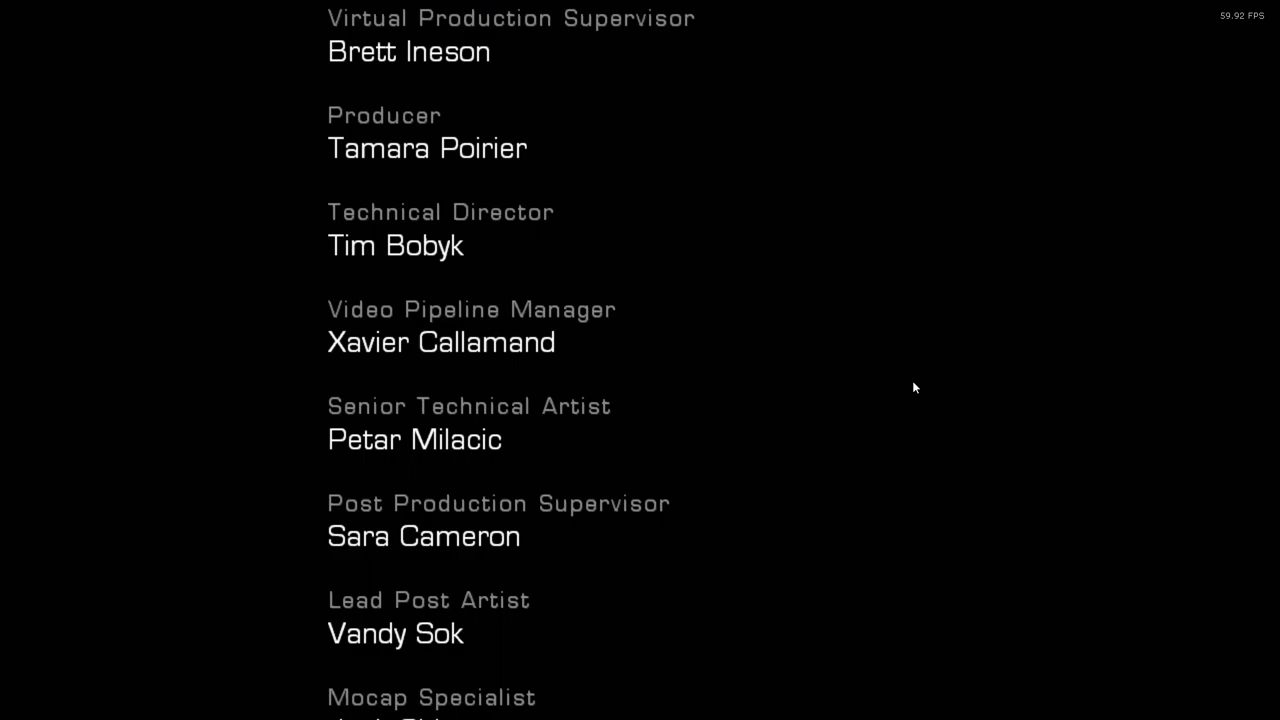 59.92 FPS
Virtual Production Supervisor
Brett Ineson
Producer
Tamara Poirier
Technical Director
Tim Bobyk
Video Pipeline Manager
Xavier Callamand
Senior Technical Artist
Petar Milacic
Post Production Supervisor
Sara Cameron
Lead Post Artist
Vandy Sok
Mocap Specialist